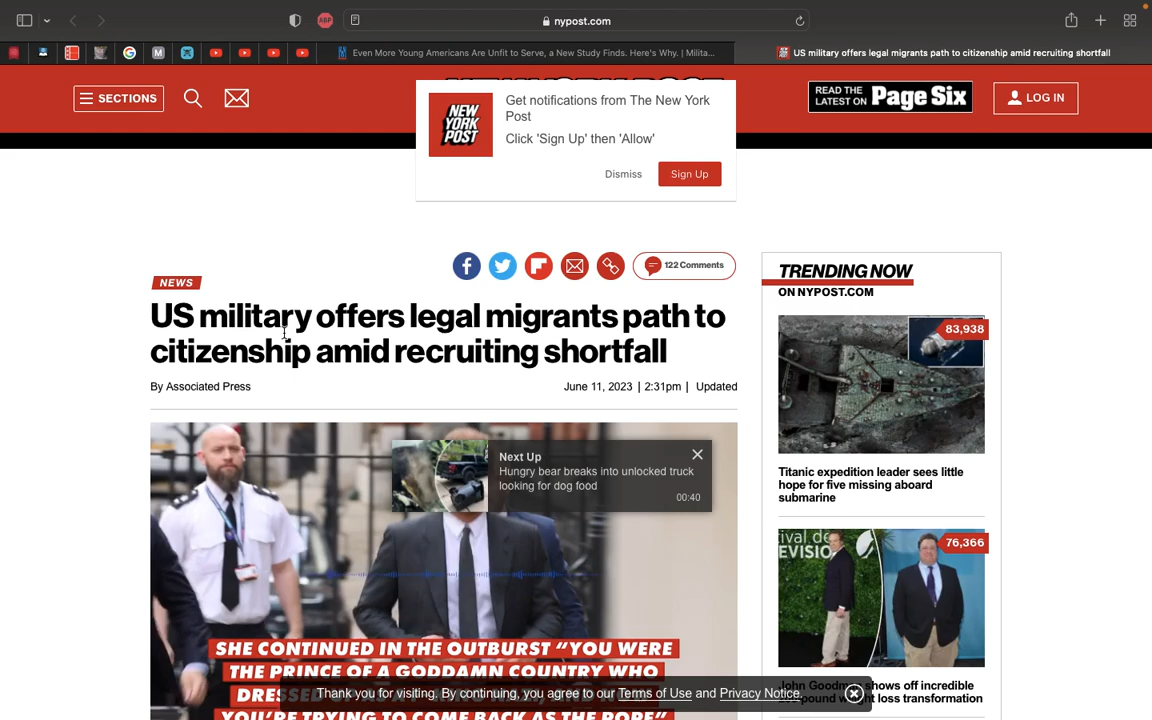 ABP
nypost.com
M
Even More Young Americans Are Unfit to Serve, a New Study Finds. Here's Why. | Milita...
US military offers legal migrants path to citizenship amid recruiting shortfall
SECTIONS
NEW
YORK
POST
Get notifications from The New York
Post
Click 'Sign Up' then 'Allow'
Dismiss
Sign Up
READ THE
LATEST ON
Page Six
LOG IN
122 Comments
NEWS
US military offers legal migrants path to
citizenship amid recruiting shortfall
By Associated Press
June 11, 2023 | 2:31pm | Updated
Next Up
Hungry bear breaks into unlocked truck
looking for dog food
00:40
SHE CONTINUED IN THE OUTBURST "YOU WERE
THE PRINCE OF A GODDAMN COUNTRY WHO
YOU'RE TRYING TO COME BACK AS THE POPE"
Thank you for visiting. By continuing, you agree to our Terms of Use and Privacy Notice.
TRENDING NOW
ON NYPOST.COM
83,938
Titanic expedition leader sees little
hope for five missing aboard
submarine
76,366
John Goodman shows off incredible
pound weight loss transformation